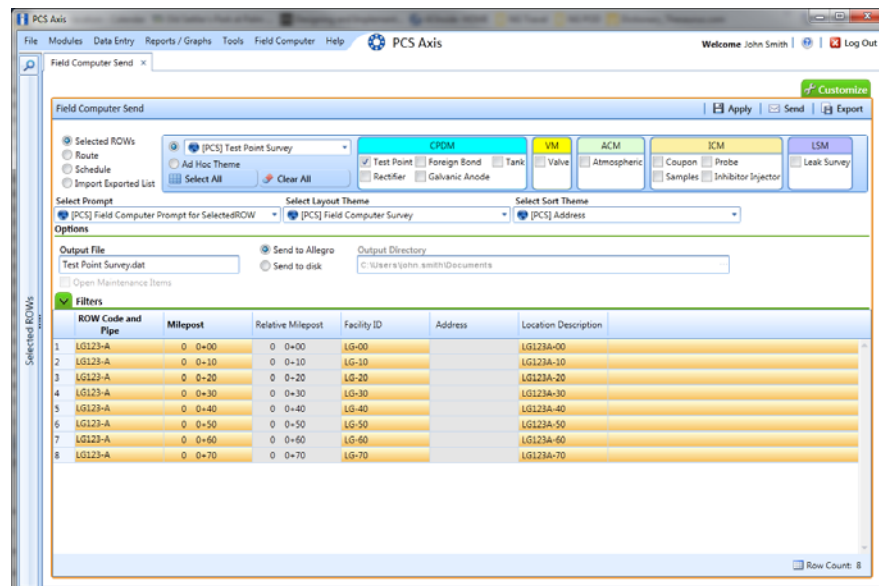 PCS Axis
File Modules Data Entry Reports / Graphs Tools Field Computer Help PCS Axis Welcome John Smith | | Log Out
Field Computer Send ×
Customize
Field Computer Send | Apply | Send | Export
Selected ROWs
Route
Schedule
Import Exported List
[PCS] Test Point Survey
Ad Hoc Theme
Select All Clear All
CPDM
Test Point Foreign Bond Tank
Rectifier Galvanic Anode
VM
Valve
ACM
Atmospheric
ICM
Coupon Probe
Samples Inhibitor Injector
LSM
Leak Survey
Select Prompt Select Layout Theme Select Sort Theme
[PCS] Field Computer Prompt for SelectedROW [PCS] Field Computer Survey [PCS] Address
Options
Output File Send to Allegro Output Directory
Test Point Survey.dat Send to disk C:\Users\john.smith\Documents
Open Maintenance Items
Filters
Selected ROWs
ROW Code and Pipe Milepost Relative Milepost Facility ID Address Location Description
1 LG123-A 0 0+00 0 0+00 LG-00 LG123A-00
2 LG123-A 0 0+10 0 0+10 LG-10 LG123A-10
3 LG123-A 0 0+20 0 0+20 LG-20 LG123A-20
4 LG123-A 0 0+30 0 0+30 LG-30 LG123A-30
5 LG123-A 0 0+40 0 0+40 LG-40 LG123A-40
6 LG123-A 0 0+50 0 0+50 LG-50 LG123A-50
7 LG123-A 0 0+60 0 0+60 LG-60 LG123A-60
8 LG123-A 0 0+70 0 0+70 LG-70 LG123A-70
Row Count: 8